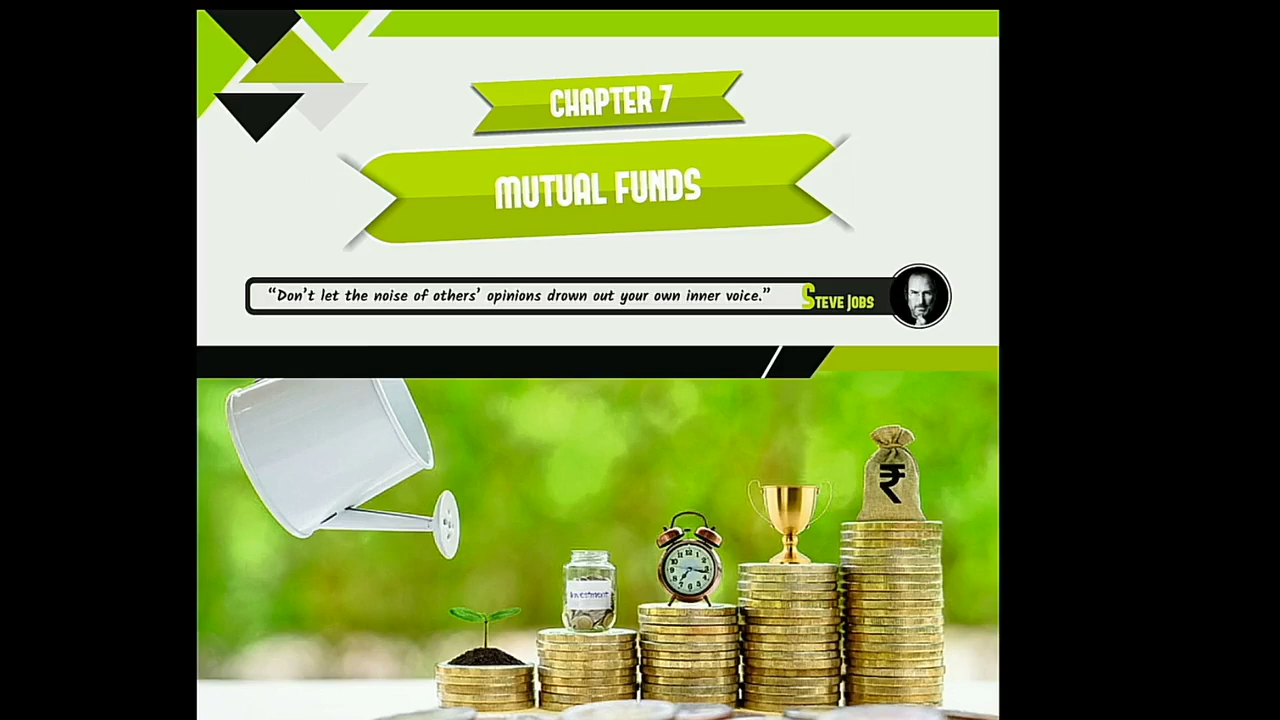 CHAPTER 7
MUTUAL FUNDS
“Don’t let the noise of others’ opinions drown out your own inner voice.” STEVE JOBS
₹
Investment